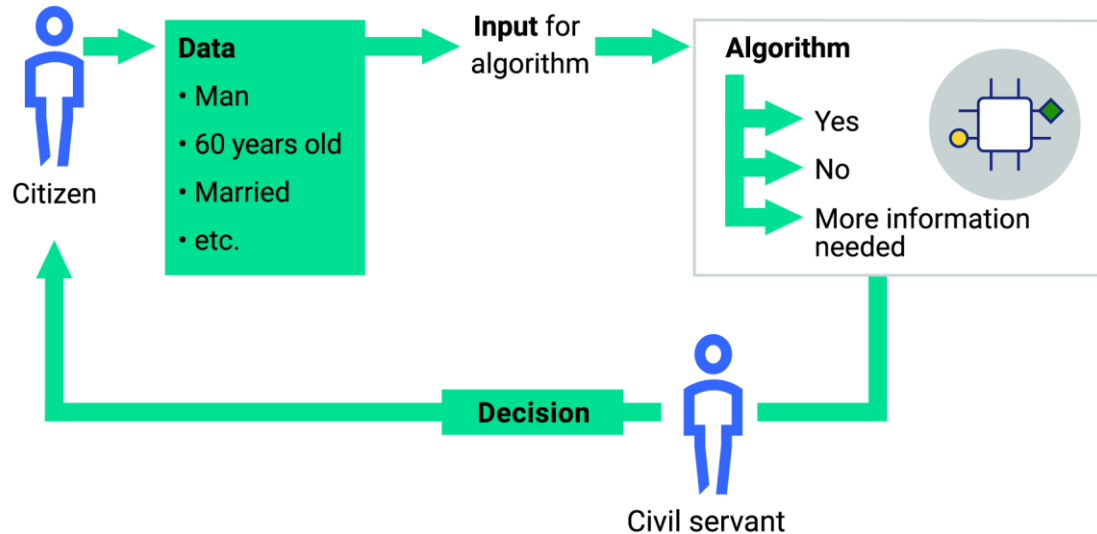 Citizen
Data
• Man
• 60 years old
• Married
• etc.
Input for
algorithm
Algorithm
Yes
No
More information
needed
Decision
Civil servant